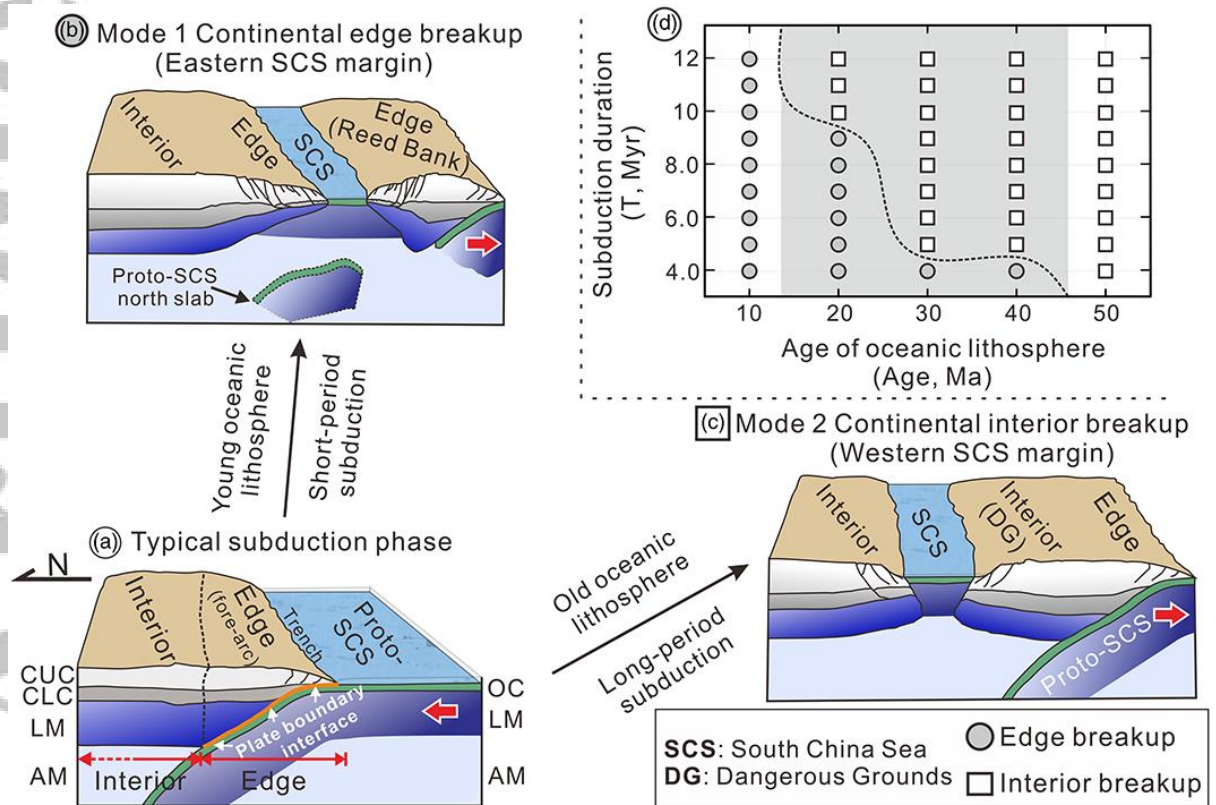 (b) Mode 1 Continental edge breakup
(Eastern SCS margin)
Interior
Edge
SCS
Edge
(Reed Bank)
Proto-SCS
north slab
(d)
Subduction duration
(T, Myr)
12
10
8.0
6.0
4.0
10 20 30 40 50
Age of oceanic lithosphere
(Age, Ma)
Young oceanic
lithosphere
Short-period
subduction
(c) Mode 2 Continental interior breakup
(Western SCS margin)
Interior
SCS
Interior
(DG)
Edge
Proto-SCS
Old oceanic
lithosphere
Long-period
subduction
(a) Typical subduction phase
N
Interior
Edge
(fore-arc)
Trench
Proto-
SCS
CUC
CLC
LM
AM
OC
LM
AM
Plate boundary
interface
Interior
Edge
SCS: South China Sea
DG: Dangerous Grounds
Edge breakup
Interior breakup